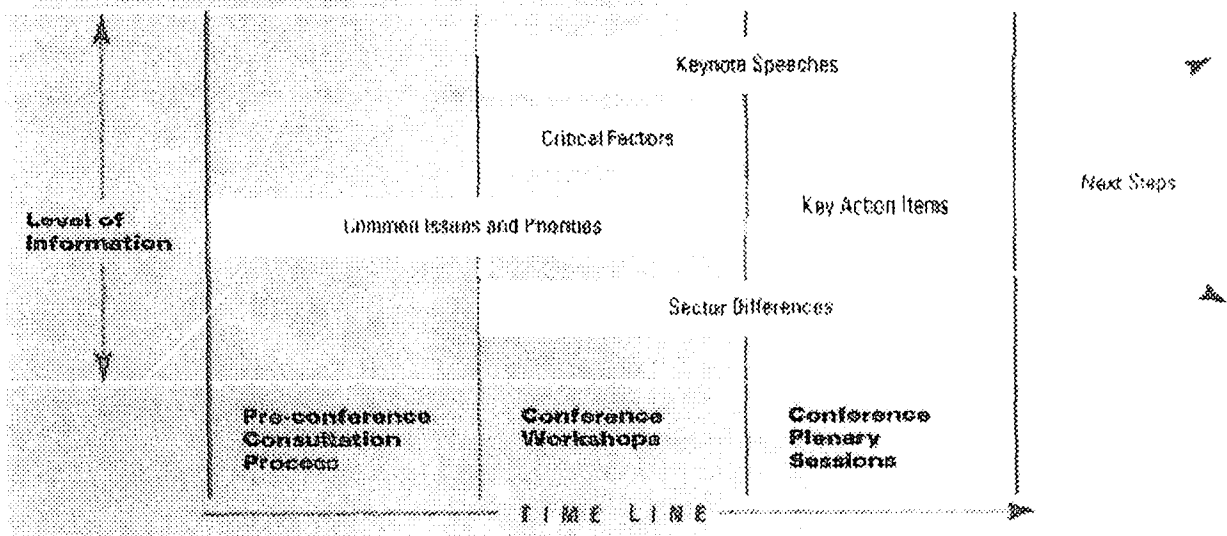 Keynote Speeches
Critical Factors
Next Steps
Key Action Items
Level of
Information
Common Issues and Priorities
Sector Differences
Pre-conference
Consultation
Process
Conference
Workshops
Conference
Plenary
Sessions
TIME LINE